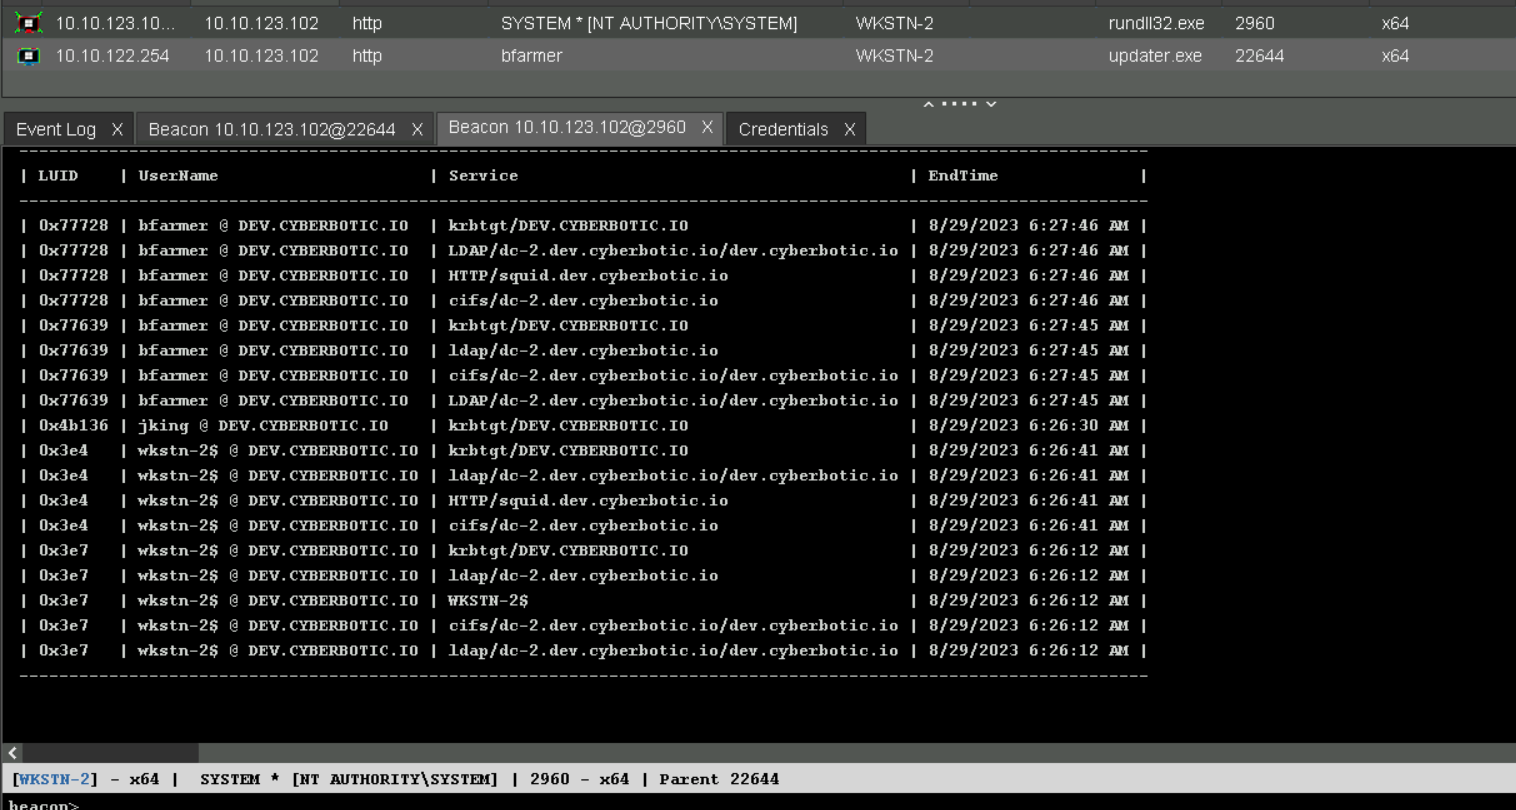 10.10.123.10... 10.10.123.102 http SYSTEM * [NT AUTHORITY\SYSTEM] WKSTN-2 rundll32.exe 2960 x64
10.10.122.254 10.10.123.102 http bfarmer WKSTN-2 updater.exe 22644 x64
Event Log X Beacon 10.10.123.102@22644 X Beacon 10.10.123.102@2960 X Credentials X
| LUID | UserName | Service | EndTime |
| 0x77728 | bfarmer @ DEV.CYBERBOTIC.IO | krbtgt/DEV.CYBERBOTIC.IO | 8/29/2023 6:27:46 AM |
| 0x77728 | bfarmer @ DEV.CYBERBOTIC.IO | LDAP/dc-2.dev.cyberbotic.io/dev.cyberbotic.io | 8/29/2023 6:27:46 AM |
| 0x77728 | bfarmer @ DEV.CYBERBOTIC.IO | HTTP/squid.dev.cyberbotic.io | 8/29/2023 6:27:46 AM |
| 0x77728 | bfarmer @ DEV.CYBERBOTIC.IO | cifs/dc-2.dev.cyberbotic.io | 8/29/2023 6:27:46 AM |
| 0x77639 | bfarmer @ DEV.CYBERBOTIC.IO | krbtgt/DEV.CYBERBOTIC.IO | 8/29/2023 6:27:45 AM |
| 0x77639 | bfarmer @ DEV.CYBERBOTIC.IO | ldap/dc-2.dev.cyberbotic.io | 8/29/2023 6:27:45 AM |
| 0x77639 | bfarmer @ DEV.CYBERBOTIC.IO | cifs/dc-2.dev.cyberbotic.io/dev.cyberbotic.io | 8/29/2023 6:27:45 AM |
| 0x77639 | bfarmer @ DEV.CYBERBOTIC.IO | LDAP/dc-2.dev.cyberbotic.io/dev.cyberbotic.io | 8/29/2023 6:27:45 AM |
| 0x4b136 | jking @ DEV.CYBERBOTIC.IO | krbtgt/DEV.CYBERBOTIC.IO | 8/29/2023 6:26:30 AM |
| 0x3e4 | wkstn-2$ @ DEV.CYBERBOTIC.IO | krbtgt/DEV.CYBERBOTIC.IO | 8/29/2023 6:26:41 AM |
| 0x3e4 | wkstn-2$ @ DEV.CYBERBOTIC.IO | ldap/dc-2.dev.cyberbotic.io/dev.cyberbotic.io | 8/29/2023 6:26:41 AM |
| 0x3e4 | wkstn-2$ @ DEV.CYBERBOTIC.IO | HTTP/squid.dev.cyberbotic.io | 8/29/2023 6:26:41 AM |
| 0x3e4 | wkstn-2$ @ DEV.CYBERBOTIC.IO | cifs/dc-2.dev.cyberbotic.io | 8/29/2023 6:26:41 AM |
| 0x3e7 | wkstn-2$ @ DEV.CYBERBOTIC.IO | krbtgt/DEV.CYBERBOTIC.IO | 8/29/2023 6:26:12 AM |
| 0x3e7 | wkstn-2$ @ DEV.CYBERBOTIC.IO | ldap/dc-2.dev.cyberbotic.io | 8/29/2023 6:26:12 AM |
| 0x3e7 | wkstn-2$ @ DEV.CYBERBOTIC.IO | WKSTN-2$ | 8/29/2023 6:26:12 AM |
| 0x3e7 | wkstn-2$ @ DEV.CYBERBOTIC.IO | cifs/dc-2.dev.cyberbotic.io/dev.cyberbotic.io | 8/29/2023 6:26:12 AM |
| 0x3e7 | wkstn-2$ @ DEV.CYBERBOTIC.IO | ldap/dc-2.dev.cyberbotic.io/dev.cyberbotic.io | 8/29/2023 6:26:12 AM |
[WKSTN-2] - x64 | SYSTEM * [NT AUTHORITY\SYSTEM] | 2960 - x64 | Parent 22644
beacon>